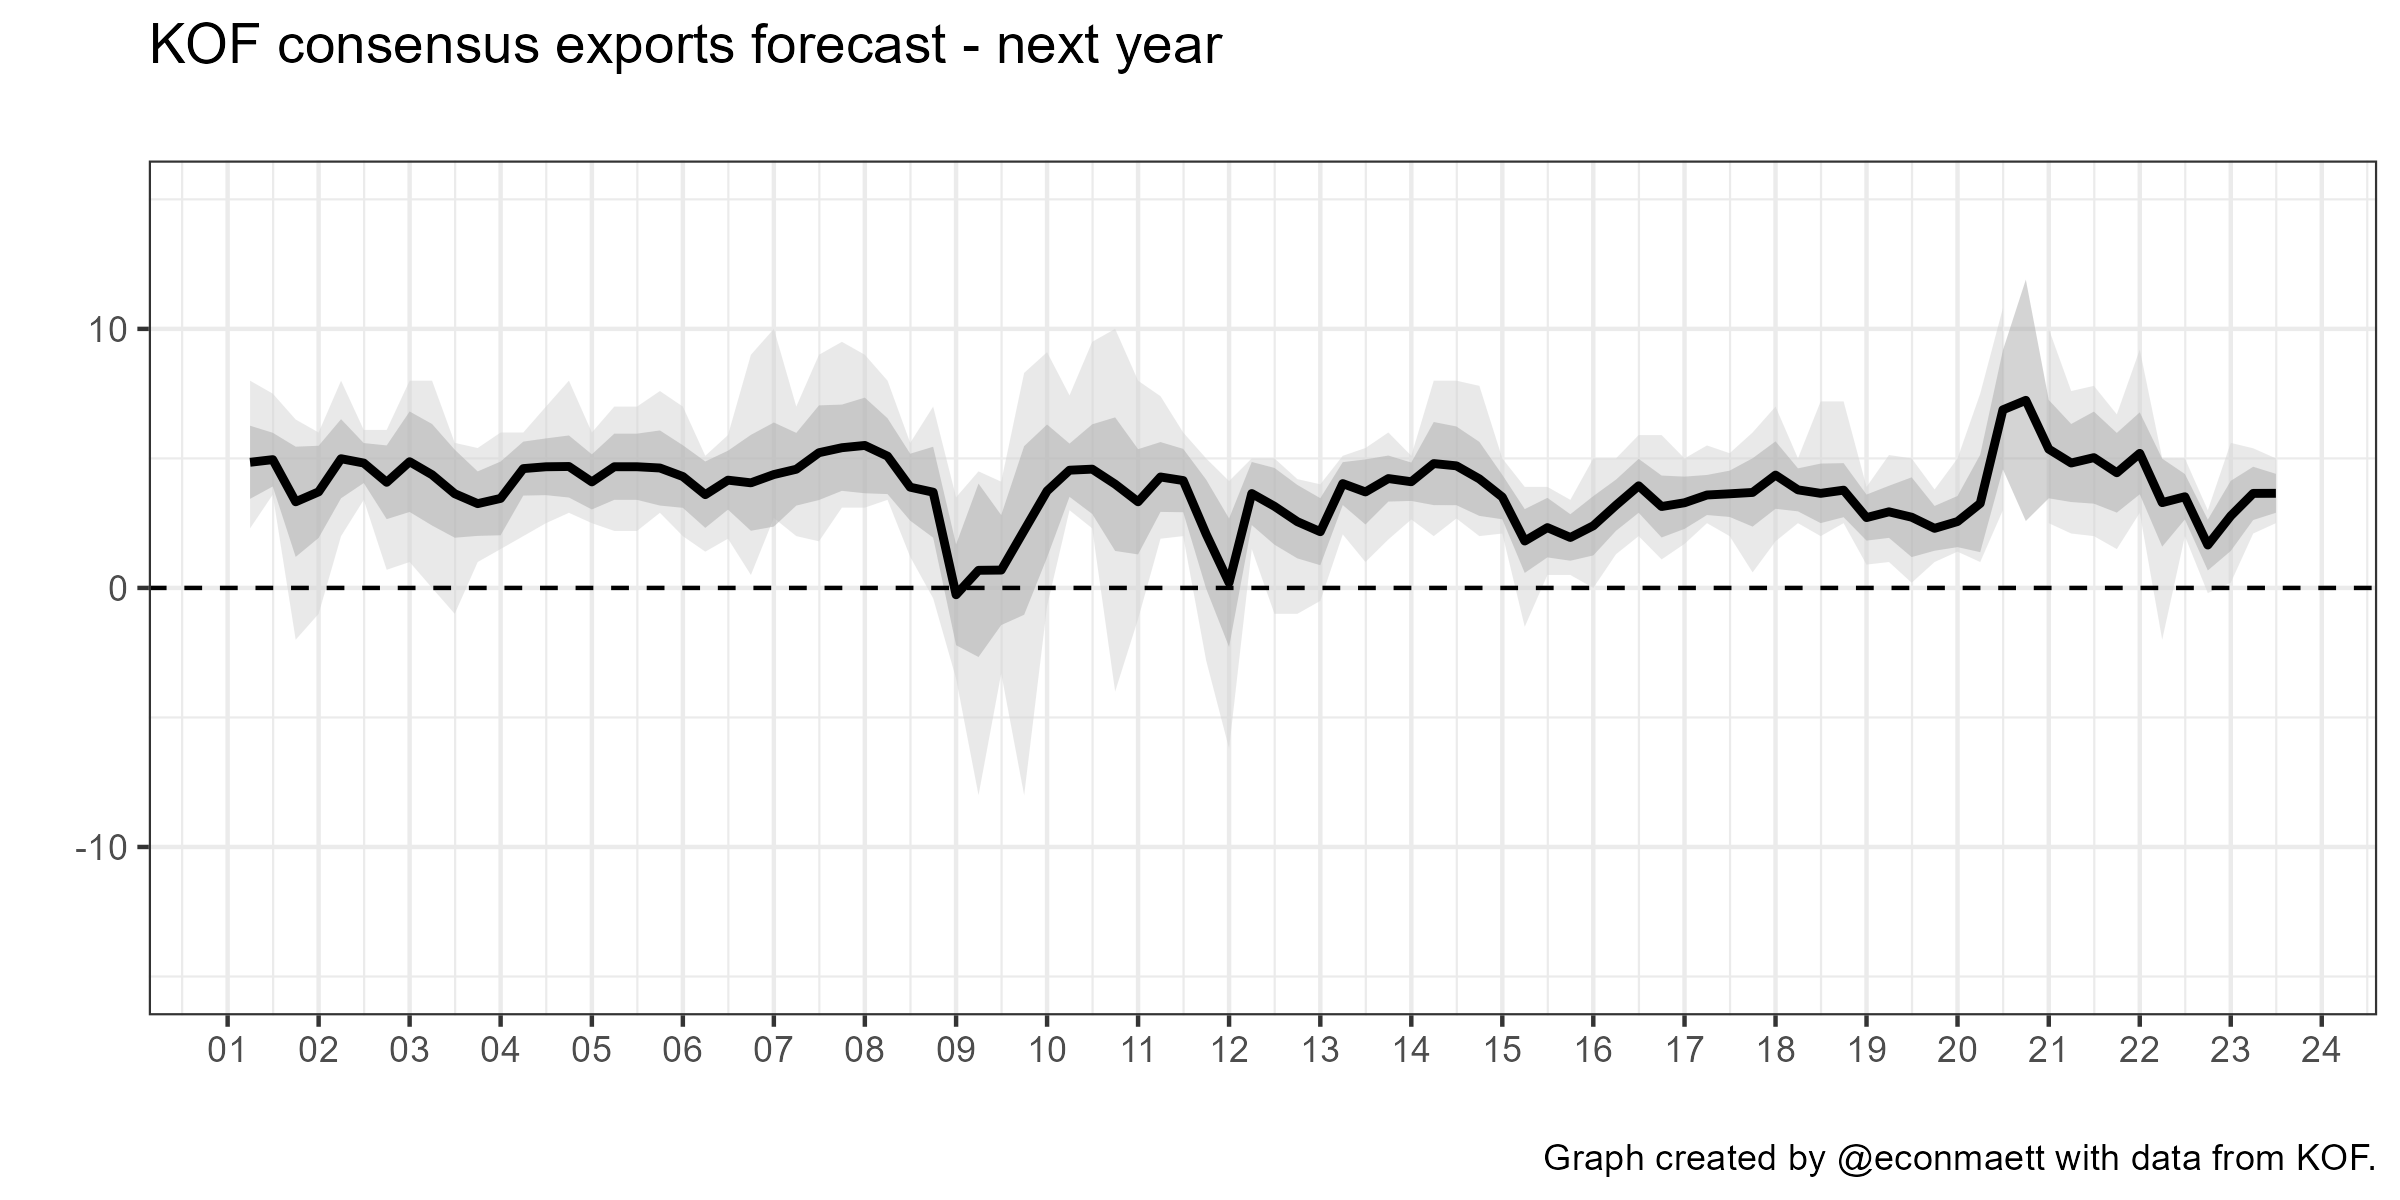 KOF consensus exports forecast - next year
10
0
-10
01 02 03 04 05 06 07 08 09 10 11 12 13 14 15 16 17 18 19 20 21 22 23 24
Graph created by @econmaett with data from KOF.